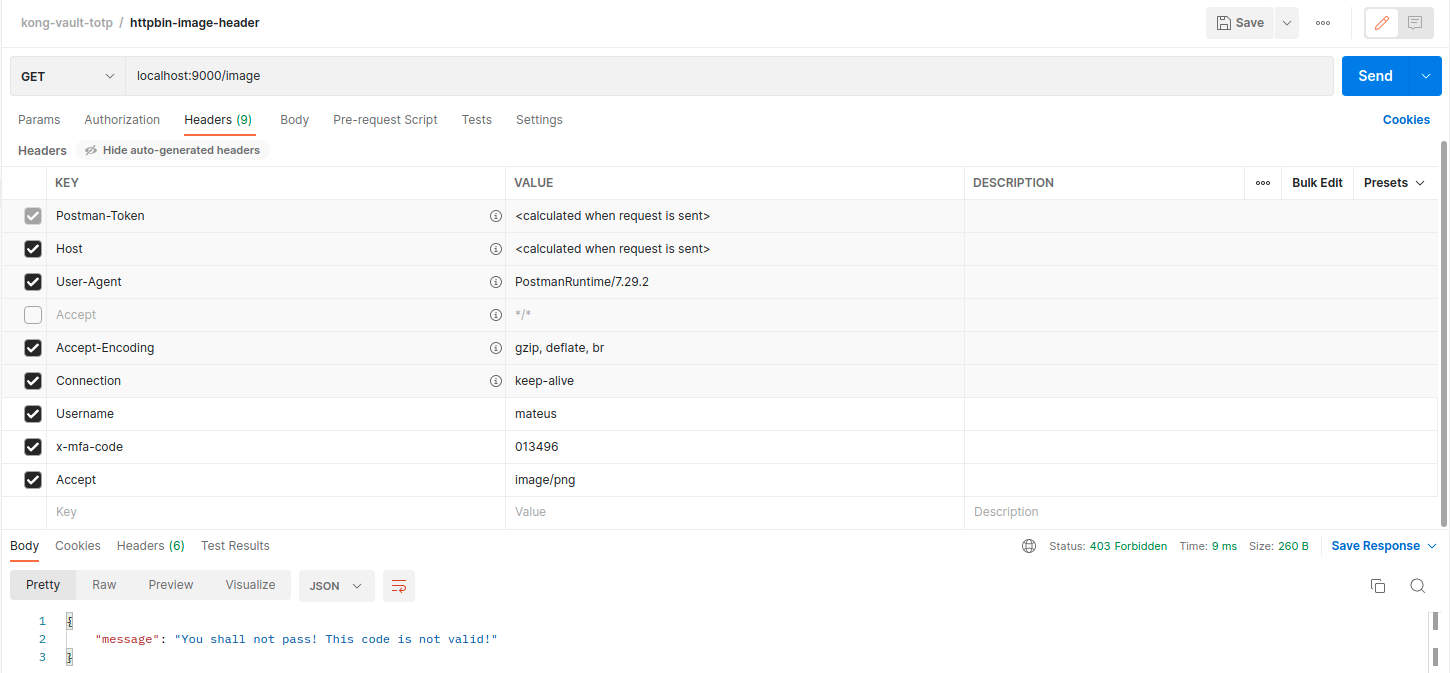 kong-vault-totp / httpbin-image-header
Save
GET localhost:9000/image Send
Params Authorization Headers (9) Body Pre-request Script Tests Settings Cookies
Headers Hide auto-generated headers
KEY VALUE DESCRIPTION Bulk Edit Presets
Postman-Token <calculated when request is sent>
Host <calculated when request is sent>
User-Agent PostmanRuntime/7.29.2
Accept */*
Accept-Encoding gzip, deflate, br
Connection keep-alive
Username mateus
x-mfa-code 013496
Accept image/png
Key Value Description
Body Cookies Headers (6) Test Results Status: 403 Forbidden Time: 9 ms Size: 260 B Save Response
Pretty Raw Preview Visualize JSON
1 {
2 "message": "You shall not pass! This code is not valid!"
3 }